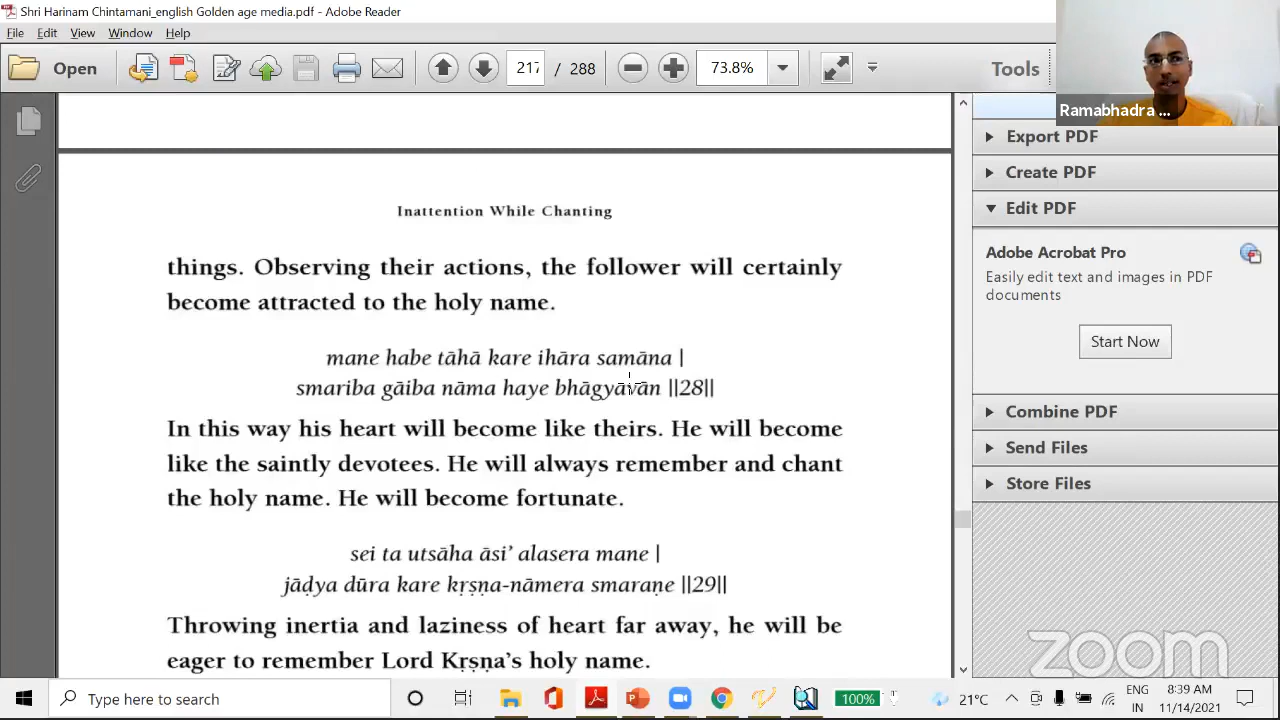 Shri Harinam Chintamani_english Golden age media.pdf - Adobe Reader
File Edit View Window Help
Open 217 / 288 73.8% Tools
Ramabhadra ...
Export PDF
Create PDF
Edit PDF
Adobe Acrobat Pro
Easily edit text and images in PDF
documents
Start Now
Combine PDF
Send Files
Store Files
Inattention While Chanting
things. Observing their actions, the follower will certainly
become attracted to the holy name.
mane habe tāhā kare ihāra samāna |
smariba gāiba nāma haye bhāgyāvān ||28||
In this way his heart will become like theirs. He will become
like the saintly devotees. He will always remember and chant
the holy name. He will become fortunate.
sei ta utsāha āsi’ alasera mane |
jāḍya dūra kare kṛṣṇa-nāmera smaraṇe ||29||
Throwing inertia and laziness of heart far away, he will be
eager to remember Lord Kṛṣṇa’s holy name.
zoom
Type here to search 100% 21°C ENG 8:39 AM
IN 11/14/2021